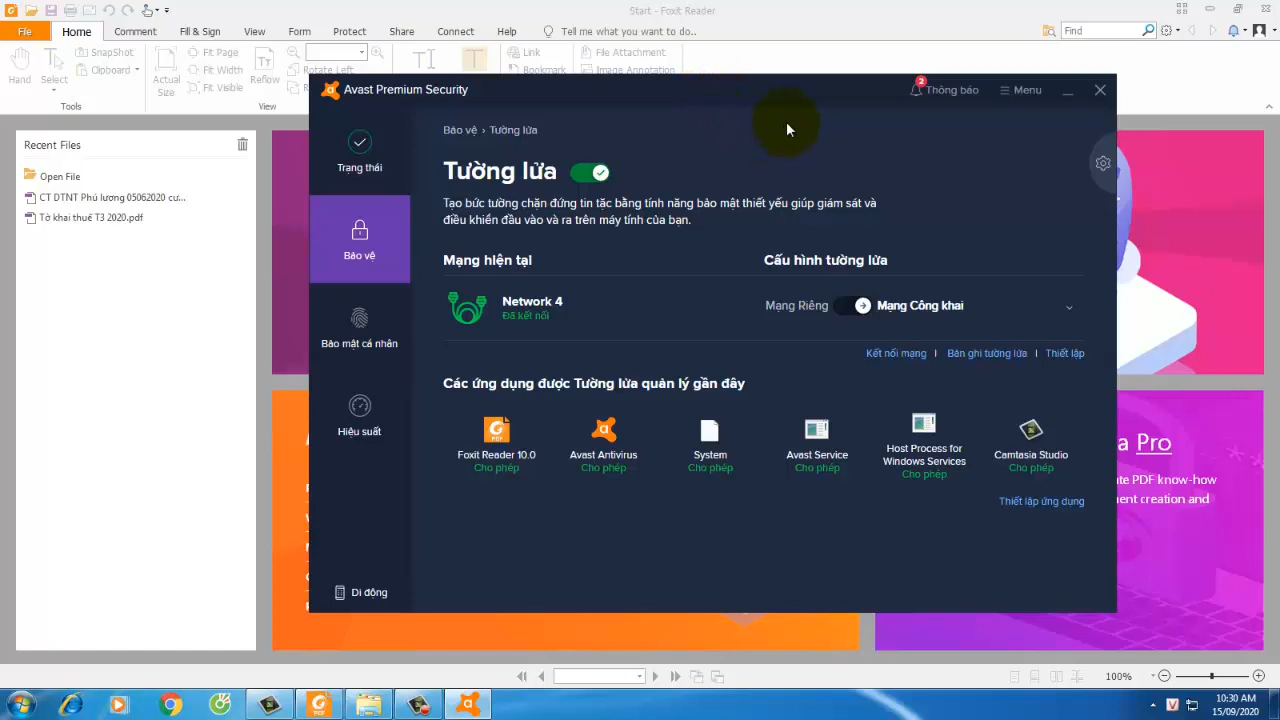 Start - Foxit Reader
File Home Comment Fill & Sign View Form Protect Share Connect Help Tell me what you want to do.. Find
Hand Select SnapShot Clipboard Actual Size Fit Page Fit Width Fit Visible Reflow Rotate Left Link Bookmark File Attachment Image Annotation
Tools View
Recent Files
Open File
CT DTNT Phú lương 05062020 cư...
Tờ khai thuế T3 2020.pdf
Avast Premium Security 2 Thông báo Menu
Trạng thái
Bảo vệ
Bảo mật cá nhân
Hiệu suất
Di động
Bảo vệ › Tường lửa
Tường lửa
Tạo bức tường chăn đứng tin tặc bằng tính năng bảo mật thiết yếu giúp giám sát và
điều khiển đầu vào và ra trên máy tính của bạn.
Mạng hiện tại
Network 4
Đã kết nối
Cấu hình tường lửa
Mạng Riêng Mạng Công khai
Kết nối mạng | Bản ghi tường lửa | Thiết lập
Các ứng dụng được Tường lửa quản lý gần đây
Foxit Reader 10.0
Cho phép
Avast Antivirus
Cho phép
System
Cho phép
Avast Service
Cho phép
Host Process for
Windows Services
Cho phép
Camtasia Studio
Cho phép
Thiết lập ứng dụng
Pro
te PDF know-how
ent creation and
100%
10:30 AM
15/09/2020